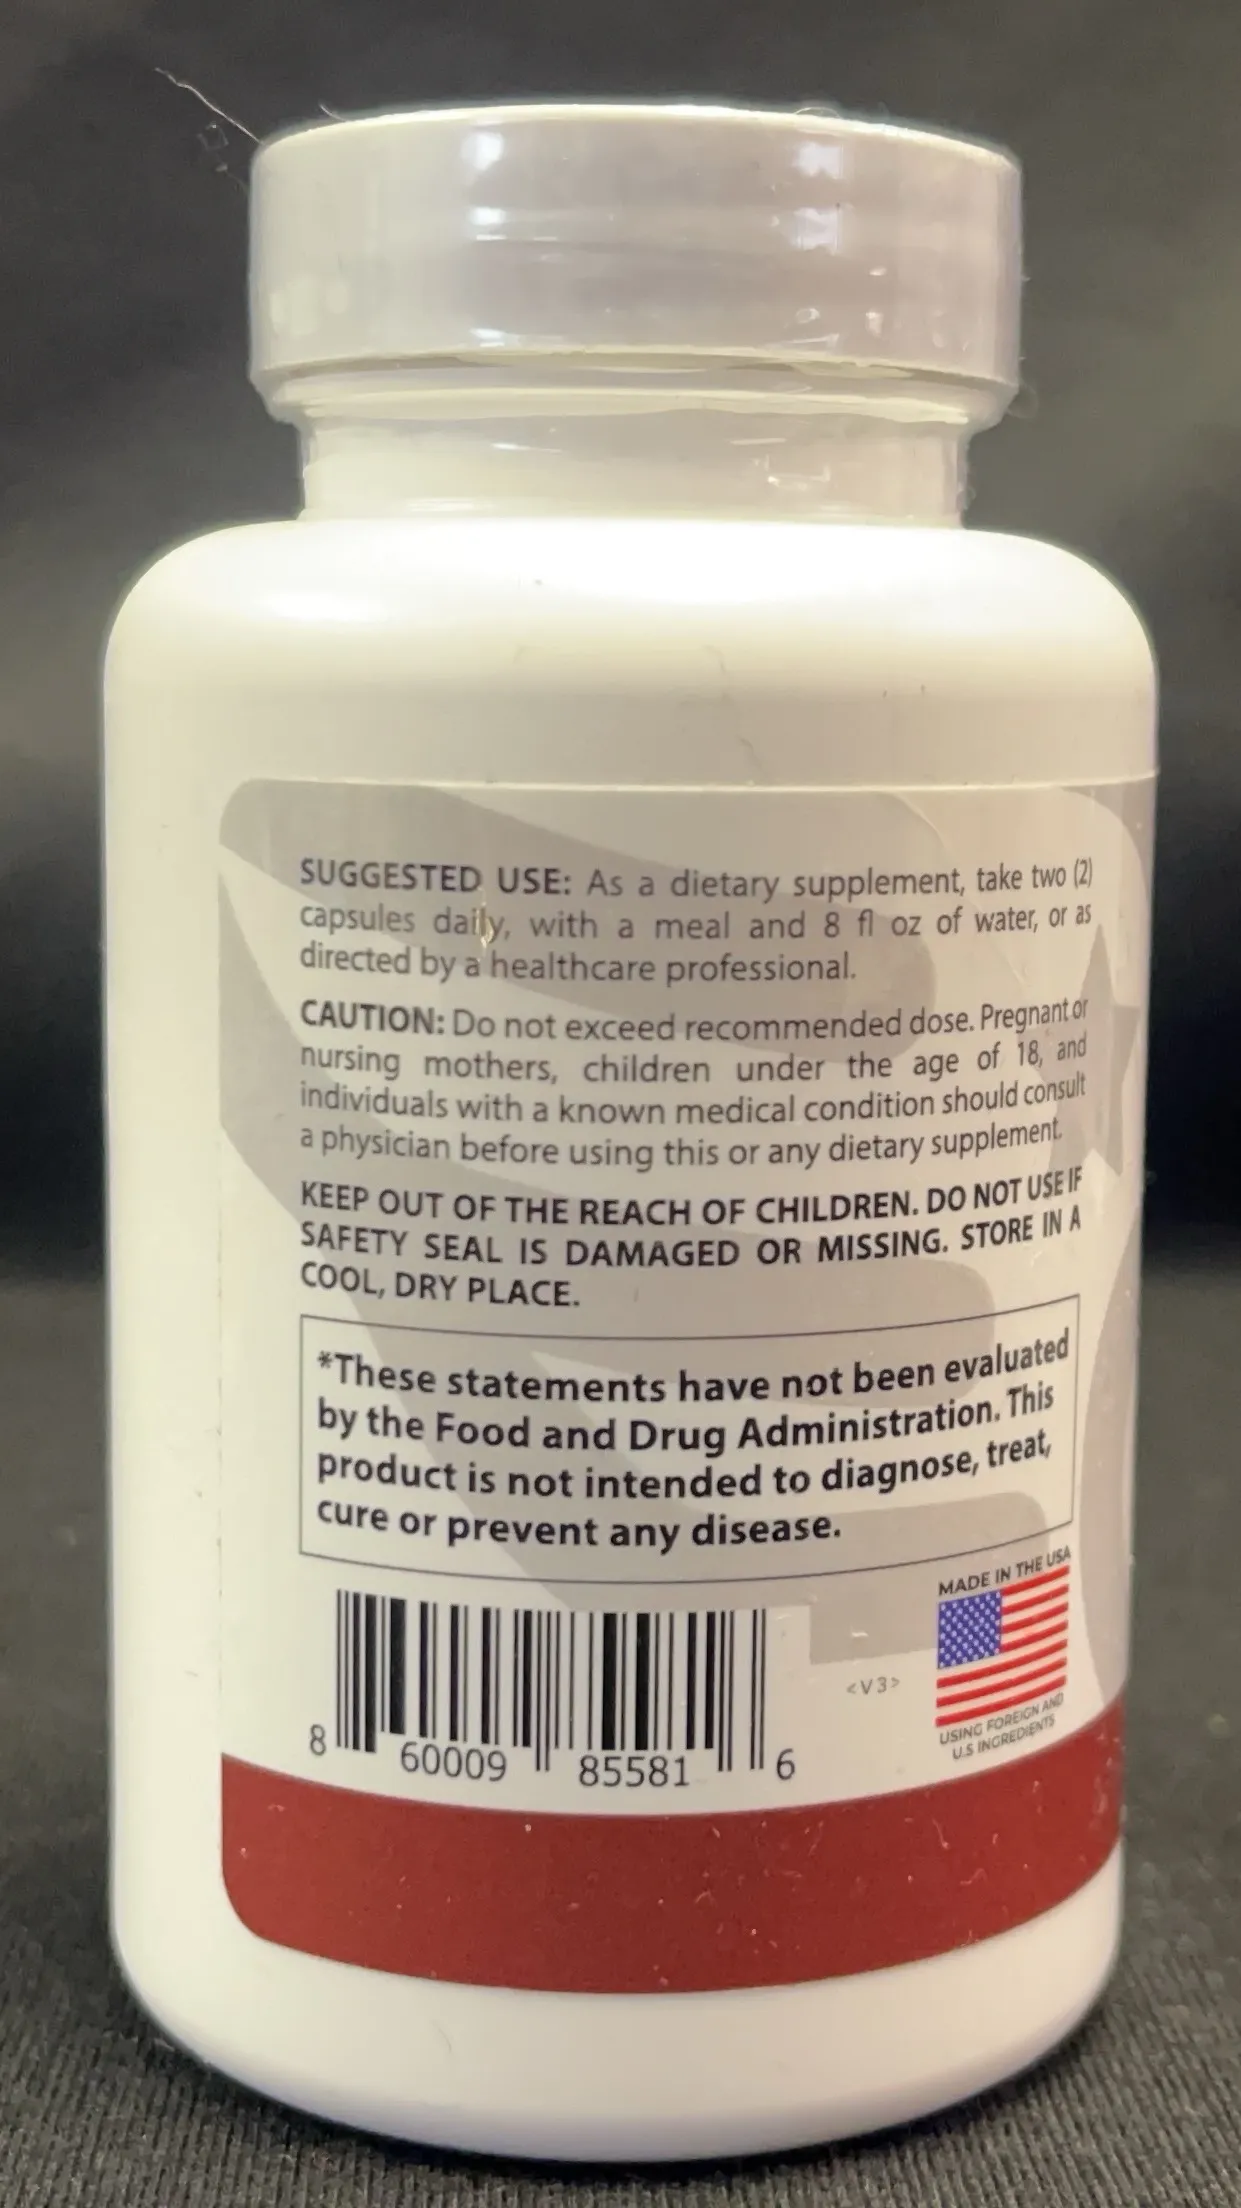 SUGGESTED USE: As a dietary supplement, take two (2)
capsules daily, with a meal and 8 fl oz of water, or as
directed by a healthcare professional.
CAUTION: Do not exceed recommended dose. Pregnant or
nursing mothers, children under the age of 18, and
individuals with a known medical condition should consult
a physician before using this or any dietary supplement.
KEEP OUT OF THE REACH OF CHILDREN. DO NOT USE IF
SAFETY SEAL IS DAMAGED OR MISSING. STORE IN A
COOL, DRY PLACE.
*These statements have not been evaluated
by the Food and Drug Administration. This
product is not intended to diagnose, treat,
cure or prevent any disease.
MADE IN THE USA
<V3>
USING FOREIGN AND
U.S INGREDIENTS
8 60009 85581 6